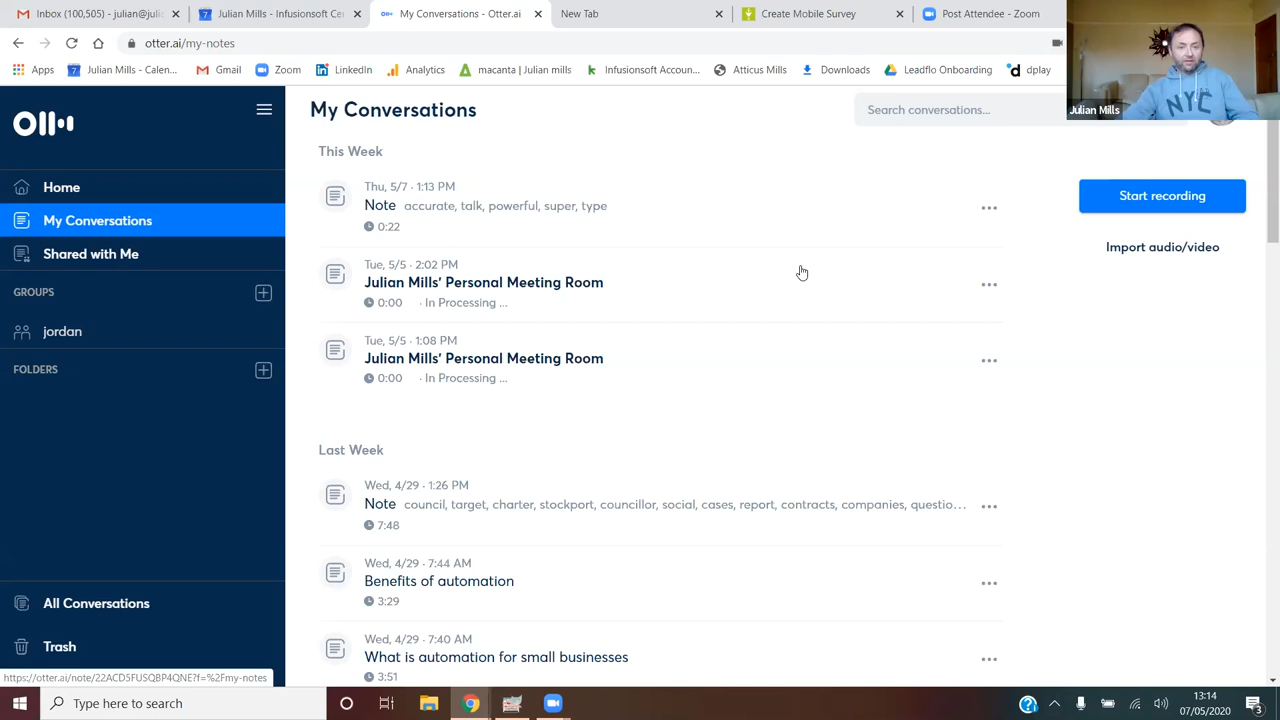 Inbox (100,505) - julian@juli
Julian Mills - Infusionsoft Ce
My Conversations - Otter.ai
New Tab
Create Mobile Survey
Post Attendee - Zoom
otter.ai/my-notes
Apps
Julian Mills - Calen...
Gmail
Zoom
LinkedIn
Analytics
macanta | Julian mills
Infusionsoft Accoun...
Atticus Mills
Downloads
Leadflo Onboarding
dplay
NYC
Julian Mills
My Conversations
Search conversations...
Home
My Conversations
Shared with Me
GROUPS
jordan
FOLDERS
All Conversations
Trash
This Week
Thu, 5/7 · 1:13 PM
Note accurate, talk, powerful, super, type
0:22
Tue, 5/5 · 2:02 PM
Julian Mills' Personal Meeting Room
0:00 · In Processing ...
Tue, 5/5 · 1:08 PM
Julian Mills' Personal Meeting Room
0:00 · In Processing ...
Last Week
Wed, 4/29 · 1:26 PM
Note council, target, charter, stockport, councillor, social, cases, report, contracts, companies, questio...
7:48
Wed, 4/29 · 7:44 AM
Benefits of automation
3:29
Wed, 4/29 · 7:40 AM
What is automation for small businesses
3:51
Start recording
Import audio/video
https://otter.ai/note/22ACD5FUSQBP4QNE?f=%2Fmy-notes
Type here to search
13:14
07/05/2020
3